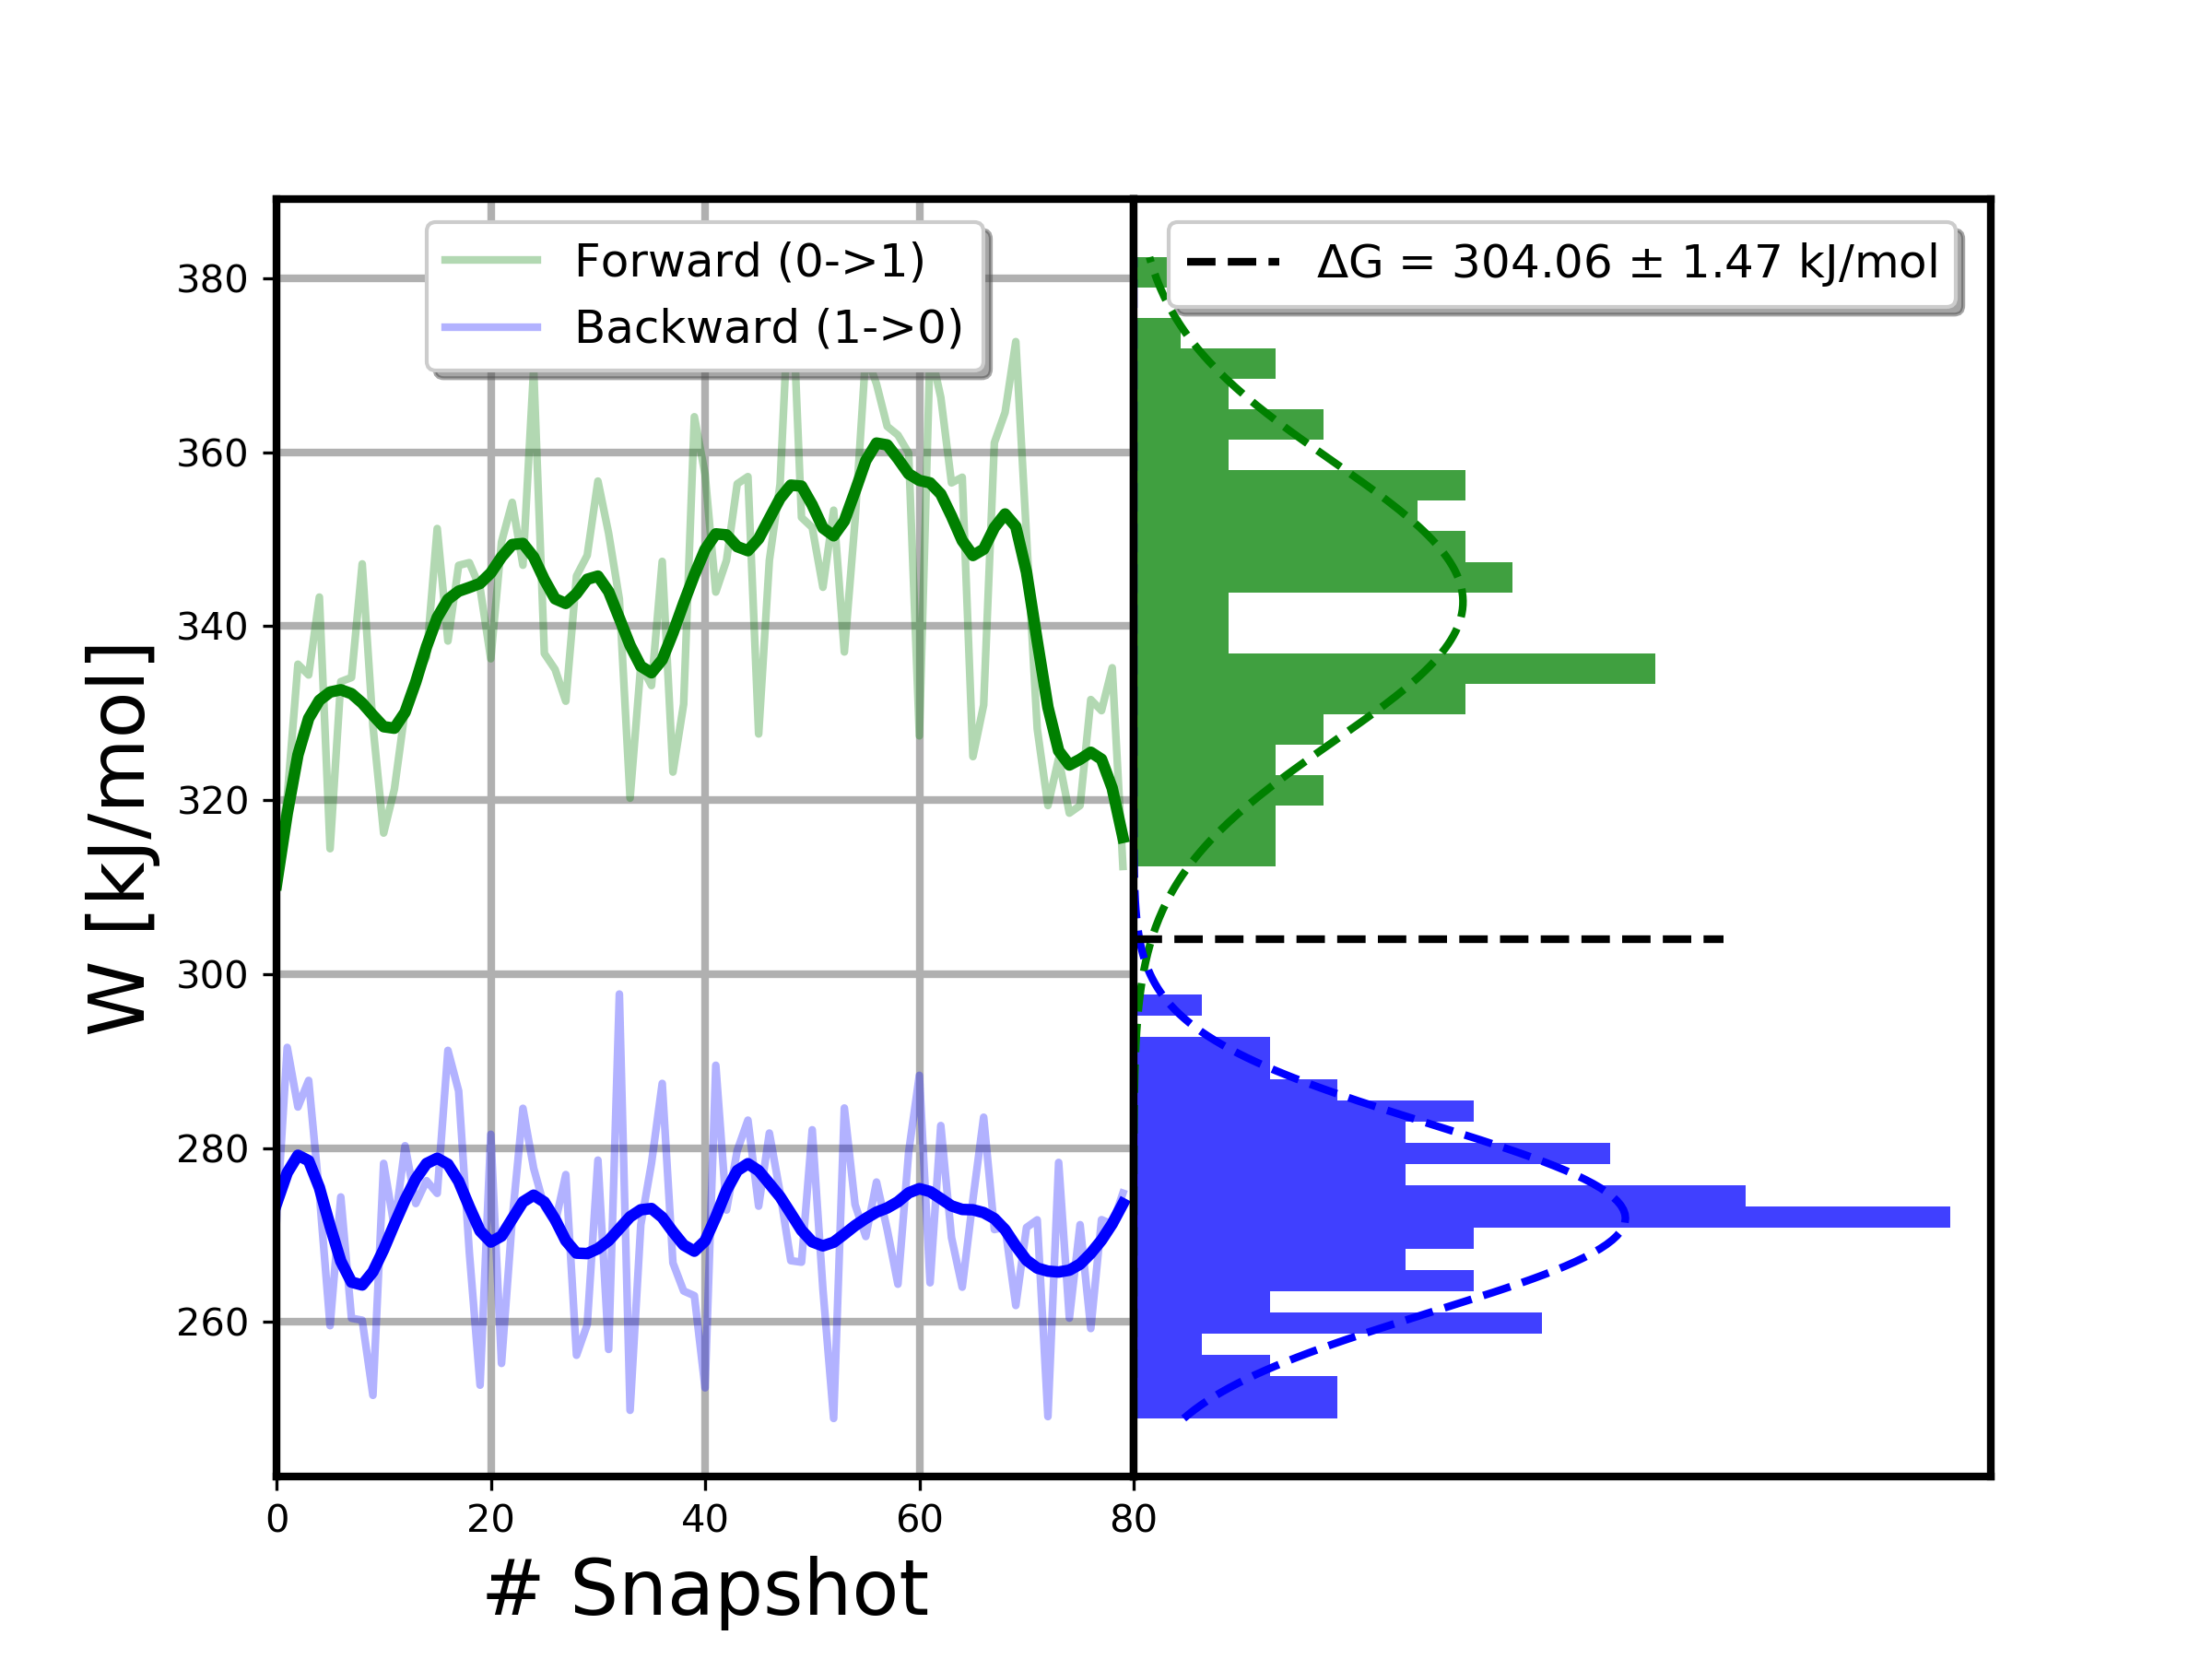 Forward (0->1)
Backward (1->0)
ΔG = 304.06 ± 1.47 kJ/mol
W [kJ/mol]
380
360
340
320
300
280
260
0 20 40 60 80
# Snapshot